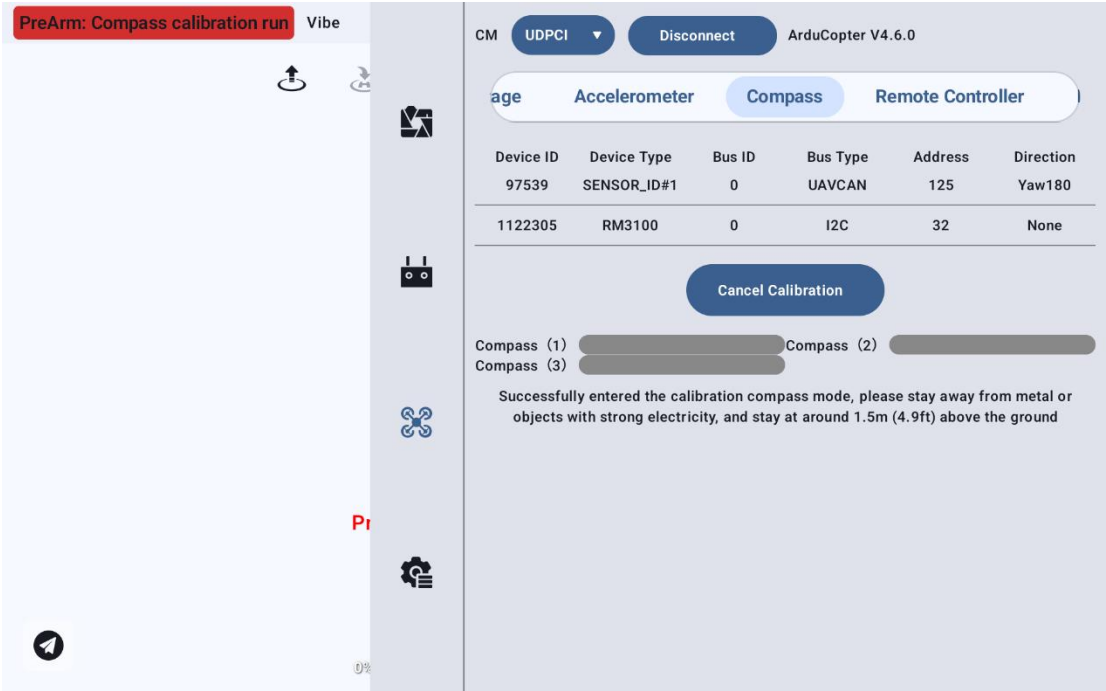 PreArm: Compass calibration run Vibe
CM UDPCI ▼ Disconnect ArduCopter V4.6.0
age Accelerometer Compass Remote Controller
Device ID Device Type Bus ID Bus Type Address Direction
97539 SENSOR_ID#1 0 UAVCAN 125 Yaw180
1122305 RM3100 0 I2C 32 None
Cancel Calibration
Compass（1） Compass（2）
Compass（3）
Successfully entered the calibration compass mode, please stay away from metal or
objects with strong electricity, and stay at around 1.5m (4.9ft) above the ground
Pr
0%